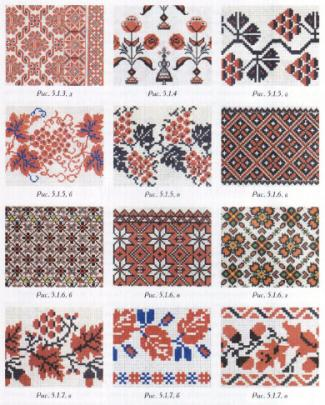 Рис. 5.1.3, д
Рис. 5.1.4
Рис. 5.1.5, а
Рис. 5.1.5, б
Рис. 5.1.5, в
Рис. 5.1.6, а
Рис. 5.1.6, б
Рис. 5.1.6, в
Рис. 5.1.6, г
Рис. 5.1.7, а
Рис. 5.1.7, б
Рис. 5.1.7, в